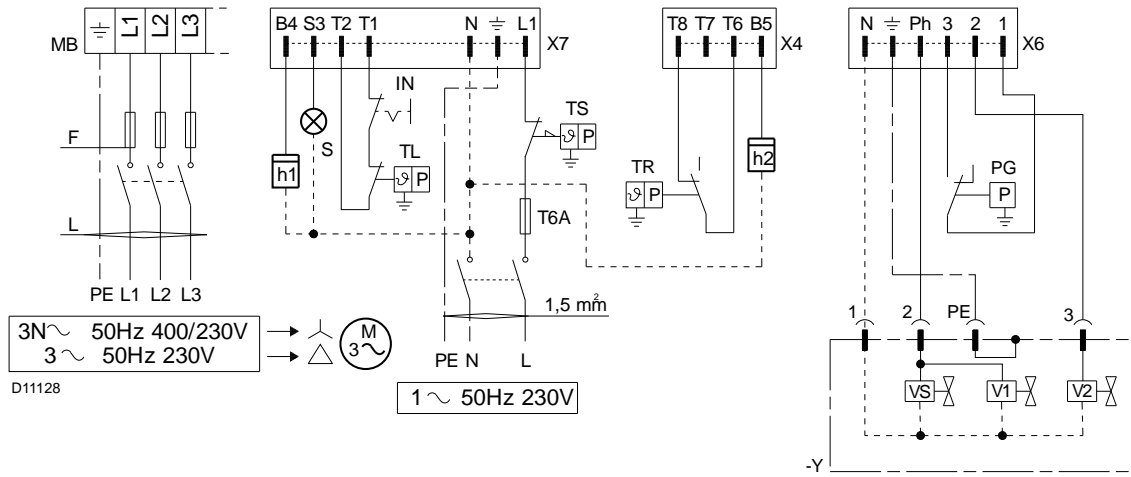 MB L1 L2 L3
F
L
PE L1 L2 L3
3N 50Hz 400/230V
3 50Hz 230V
M
3
D11128
B4 S3 T2 T1 N L1 X7
IN
S
TS
ϑ P
TL
ϑ P
h1
T6A
1,5 mm²
PE N L
1 50Hz 230V
T8 T7 T6 B5 X4
TR
ϑ P
h2
N Ph 3 2 1 X6
PG
P
1 2 PE 3
VS V1 V2
-Y